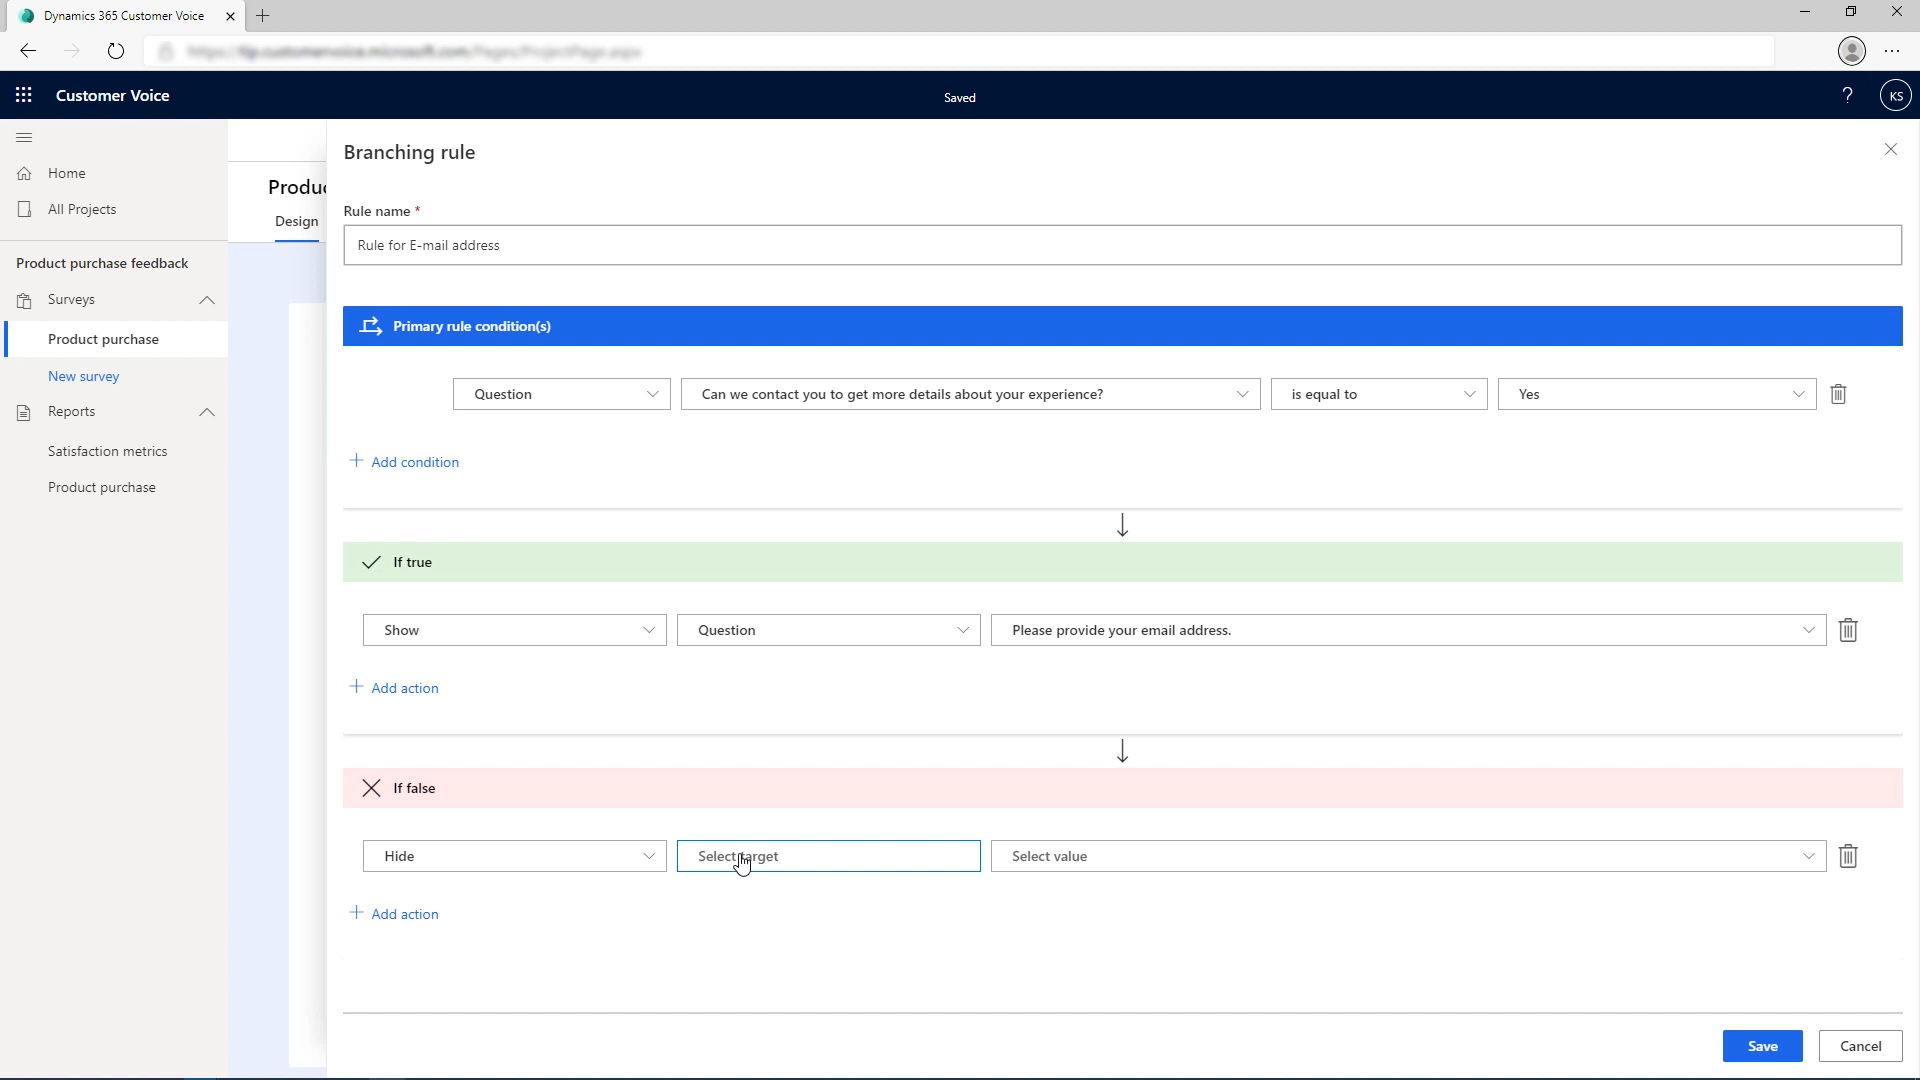 Dynamics 365 Customer Voice
Customer Voice
Saved
KS
Home
All Projects
Product purchase feedback
Surveys
Product purchase
New survey
Reports
Satisfaction metrics
Product purchase
Design
Branching rule
Rule name *
Rule for E-mail address
Primary rule condition(s)
Question Can we contact you to get more details about your experience? is equal to Yes
+ Add condition
If true
Show Question Please provide your email address.
+ Add action
If false
Hide Select target Select value
+ Add action
Save Cancel